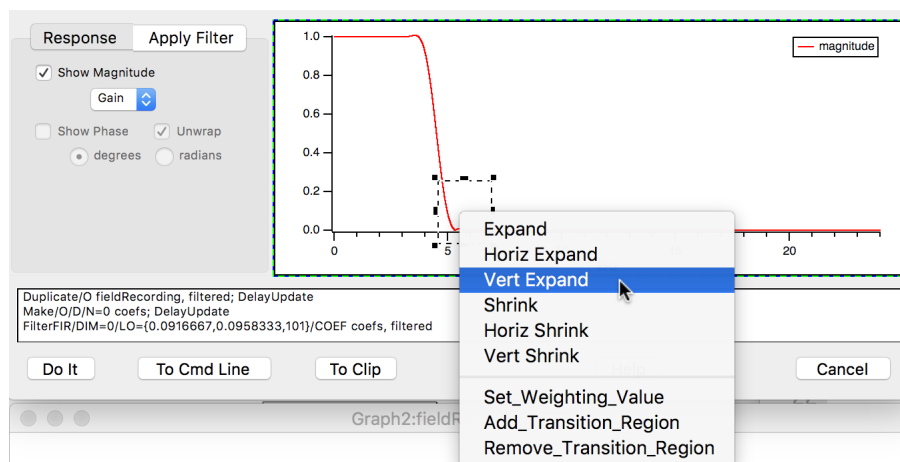 Response Apply Filter
Show Magnitude
Gain
Show Phase Unwrap
degrees radians
1.0
0.8
0.6
0.4
0.2
0.0
0 5 20
magnitude
Expand
Horiz Expand
Vert Expand
Shrink
Horiz Shrink
Vert Shrink
Set_Weighting_Value
Add_Transition_Region
Remove_Transition_Region
Duplicate/O fieldRecording, filtered; DelayUpdate
Make/O/D/N=0 coefs; DelayUpdate
FilterFIR/DIM=0/LO={0.0916667,0.0958333,101}/COEF coefs, filtered
Do It To Cmd Line To Clip Cancel
Graph2:fieldR